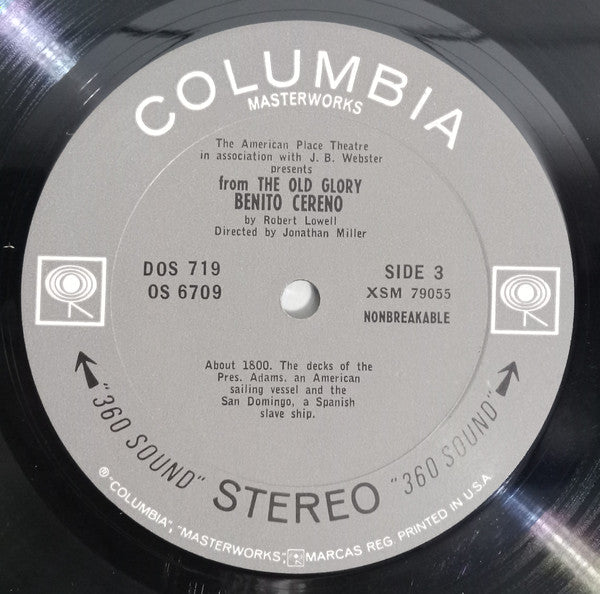 COLUMBIA
MASTERWORKS
The American Place Theatre
in association with J. B. Webster
presents
from THE OLD GLORY
BENITO CERENO
by Robert Lowell
Directed by Jonathan Miller
DOS 719
OS 6709
SIDE 3
XSM 79055
NONBREAKABLE
About 1800. The decks of the
Pres. Adams, an American
sailing vessel and the
San Domingo, a Spanish
slave ship.
"360 SOUND" STEREO "360 SOUND"
® "COLUMBIA", "MASTERWORKS", MARCAS REG. PRINTED IN U.S.A.